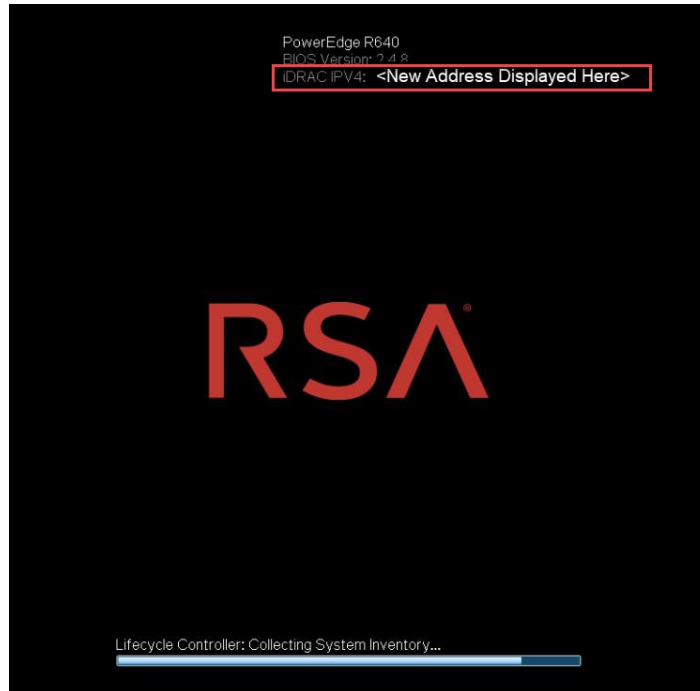 PowerEdge R640
BIOS Version: 2.4.8
iDRAC IPV4: <New Address Displayed Here>
RSA®
Lifecycle Controller: Collecting System Inventory...